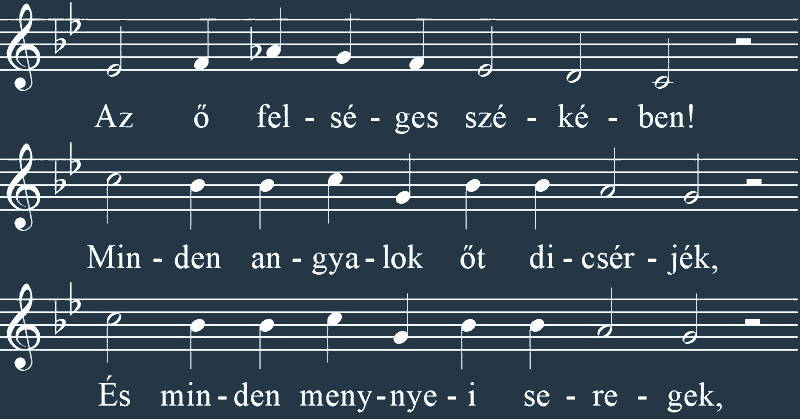 Az ő fel - sé - ges szé - ké - ben!
Min - den an - gya - lok őt di - csér - jék,
És min - den meny - nye - i se - re - gek,